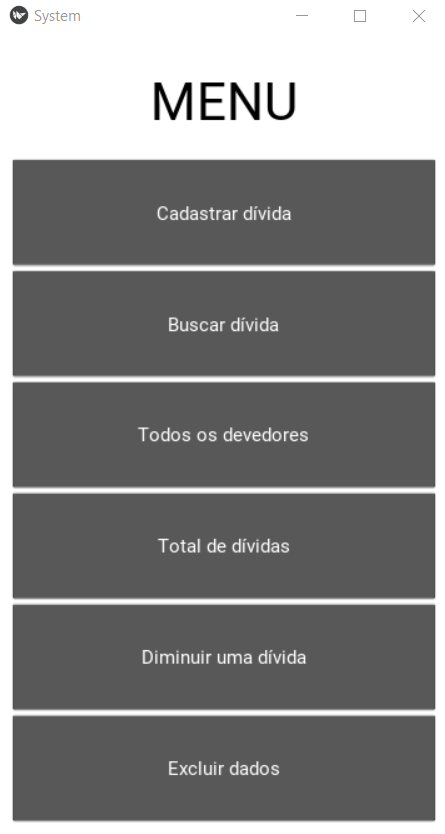 System
MENU
Cadastrar dívida
Buscar dívida
Todos os devedores
Total de dívidas
Diminuir uma dívida
Excluir dados